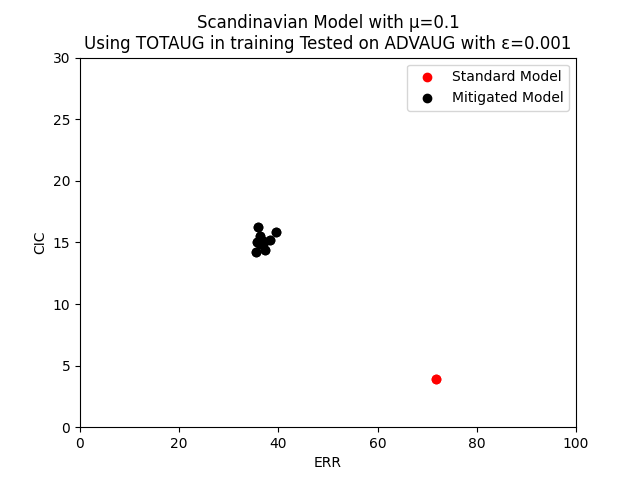 Scandinavian Model with μ=0.1
Using TOTAUG in training Tested on ADVAUG with ε=0.001
Standard Model
Mitigated Model
30
25
20
15
10
5
0
CIC
0 20 40 60 80 100
ERR